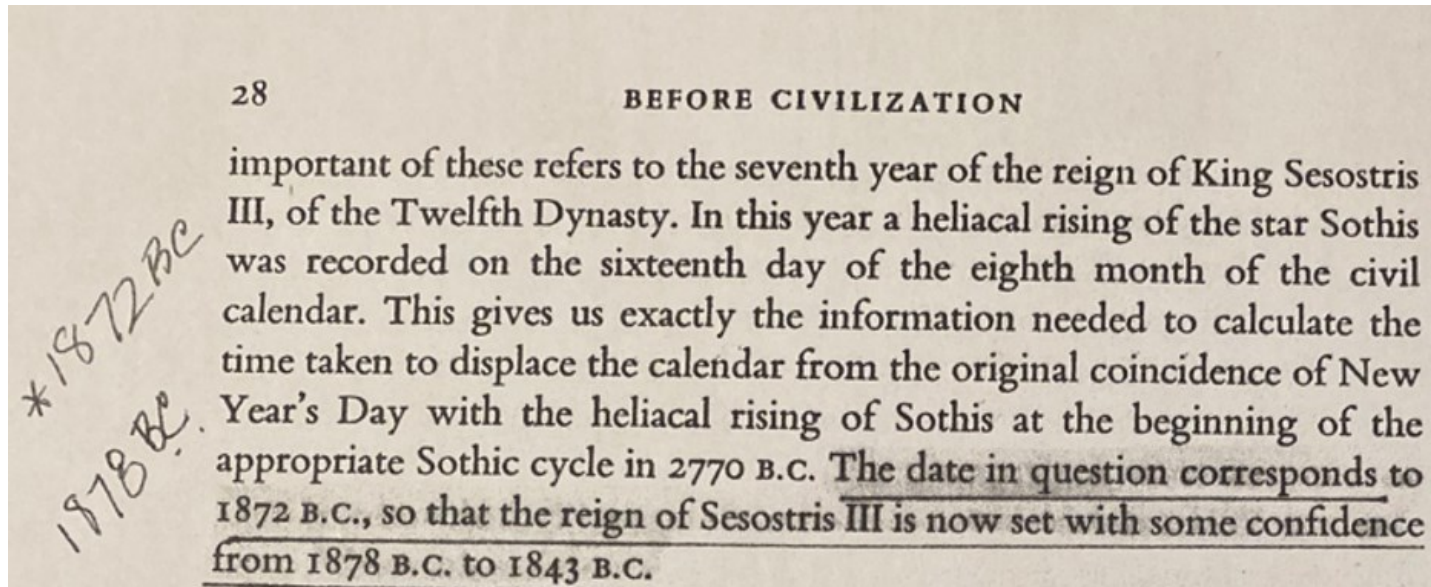 28 BEFORE CIVILIZATION
important of these refers to the seventh year of the reign of King Sesostris
III, of the Twelfth Dynasty. In this year a heliacal rising of the star Sothis
was recorded on the sixteenth day of the eighth month of the civil
calendar. This gives us exactly the information needed to calculate the
time taken to displace the calendar from the original coincidence of New
Year's Day with the heliacal rising of Sothis at the beginning of the
appropriate Sothic cycle in 2770 B.C. The date in question corresponds to
1872 B.C., so that the reign of Sesostris III is now set with some confidence
from 1878 B.C. to 1843 B.C.
*1872 BC
1878 BC.